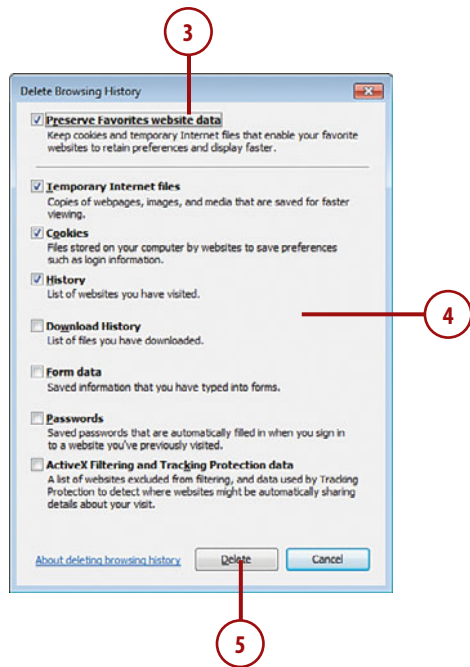 3
Delete Browsing History
Preserve Favorites website data
Keep cookies and temporary Internet files that enable your favorite
websites to retain preferences and display faster.
Temporary Internet files
Copies of webpages, images, and media that are saved for faster
viewing.
Cookies
Files stored on your computer by websites to save preferences
such as login information.
History
List of websites you have visited.
4
Download History
List of files you have downloaded.
Form data
Saved information that you have typed into forms.
Passwords
Saved passwords that are automatically filled in when you sign in
to a website you've previously visited.
ActiveX Filtering and Tracking Protection data
A list of websites excluded from filtering, and data used by Tracking
Protection to detect where websites might be automatically sharing
details about your visit.
About deleting browsing history Delete Cancel
5